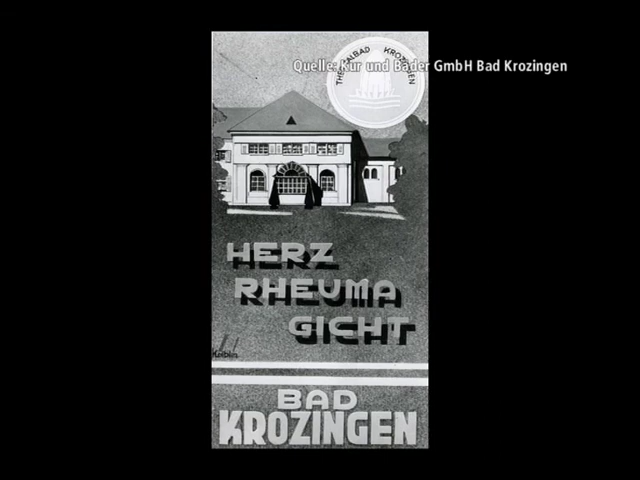 Quelle: Kur und Bäder GmbH Bad Krozingen
THERMALBAD KROZINGEN
HERZ
RHEUMA
GICHT
BAD
KROZINGEN